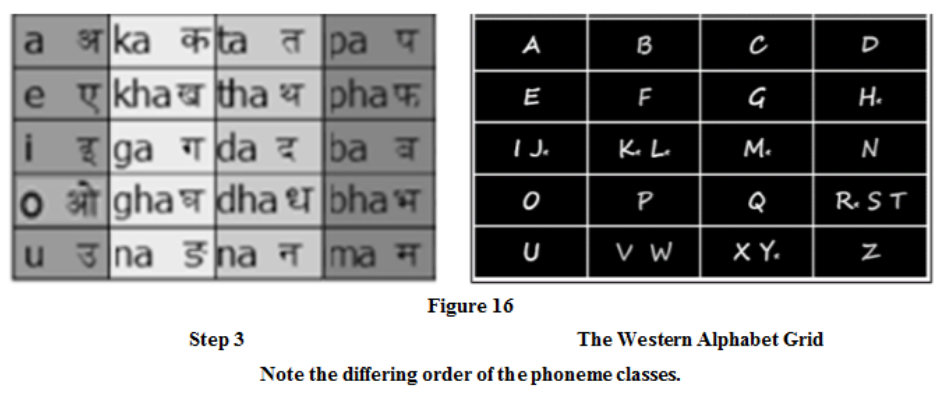 a अ ka क ta त pa प
e ए kha ख tha थ pha फ
i इ ga ग da द ba ब
o ओ gha घ dha ध bha भ
u उ na ङ na न ma म
A B C D
E F G H.
I J. K. L. M. N
O P Q R. S T
U V W X Y. Z
Figure 16
Step 3 The Western Alphabet Grid
Note the differing order of the phoneme classes.